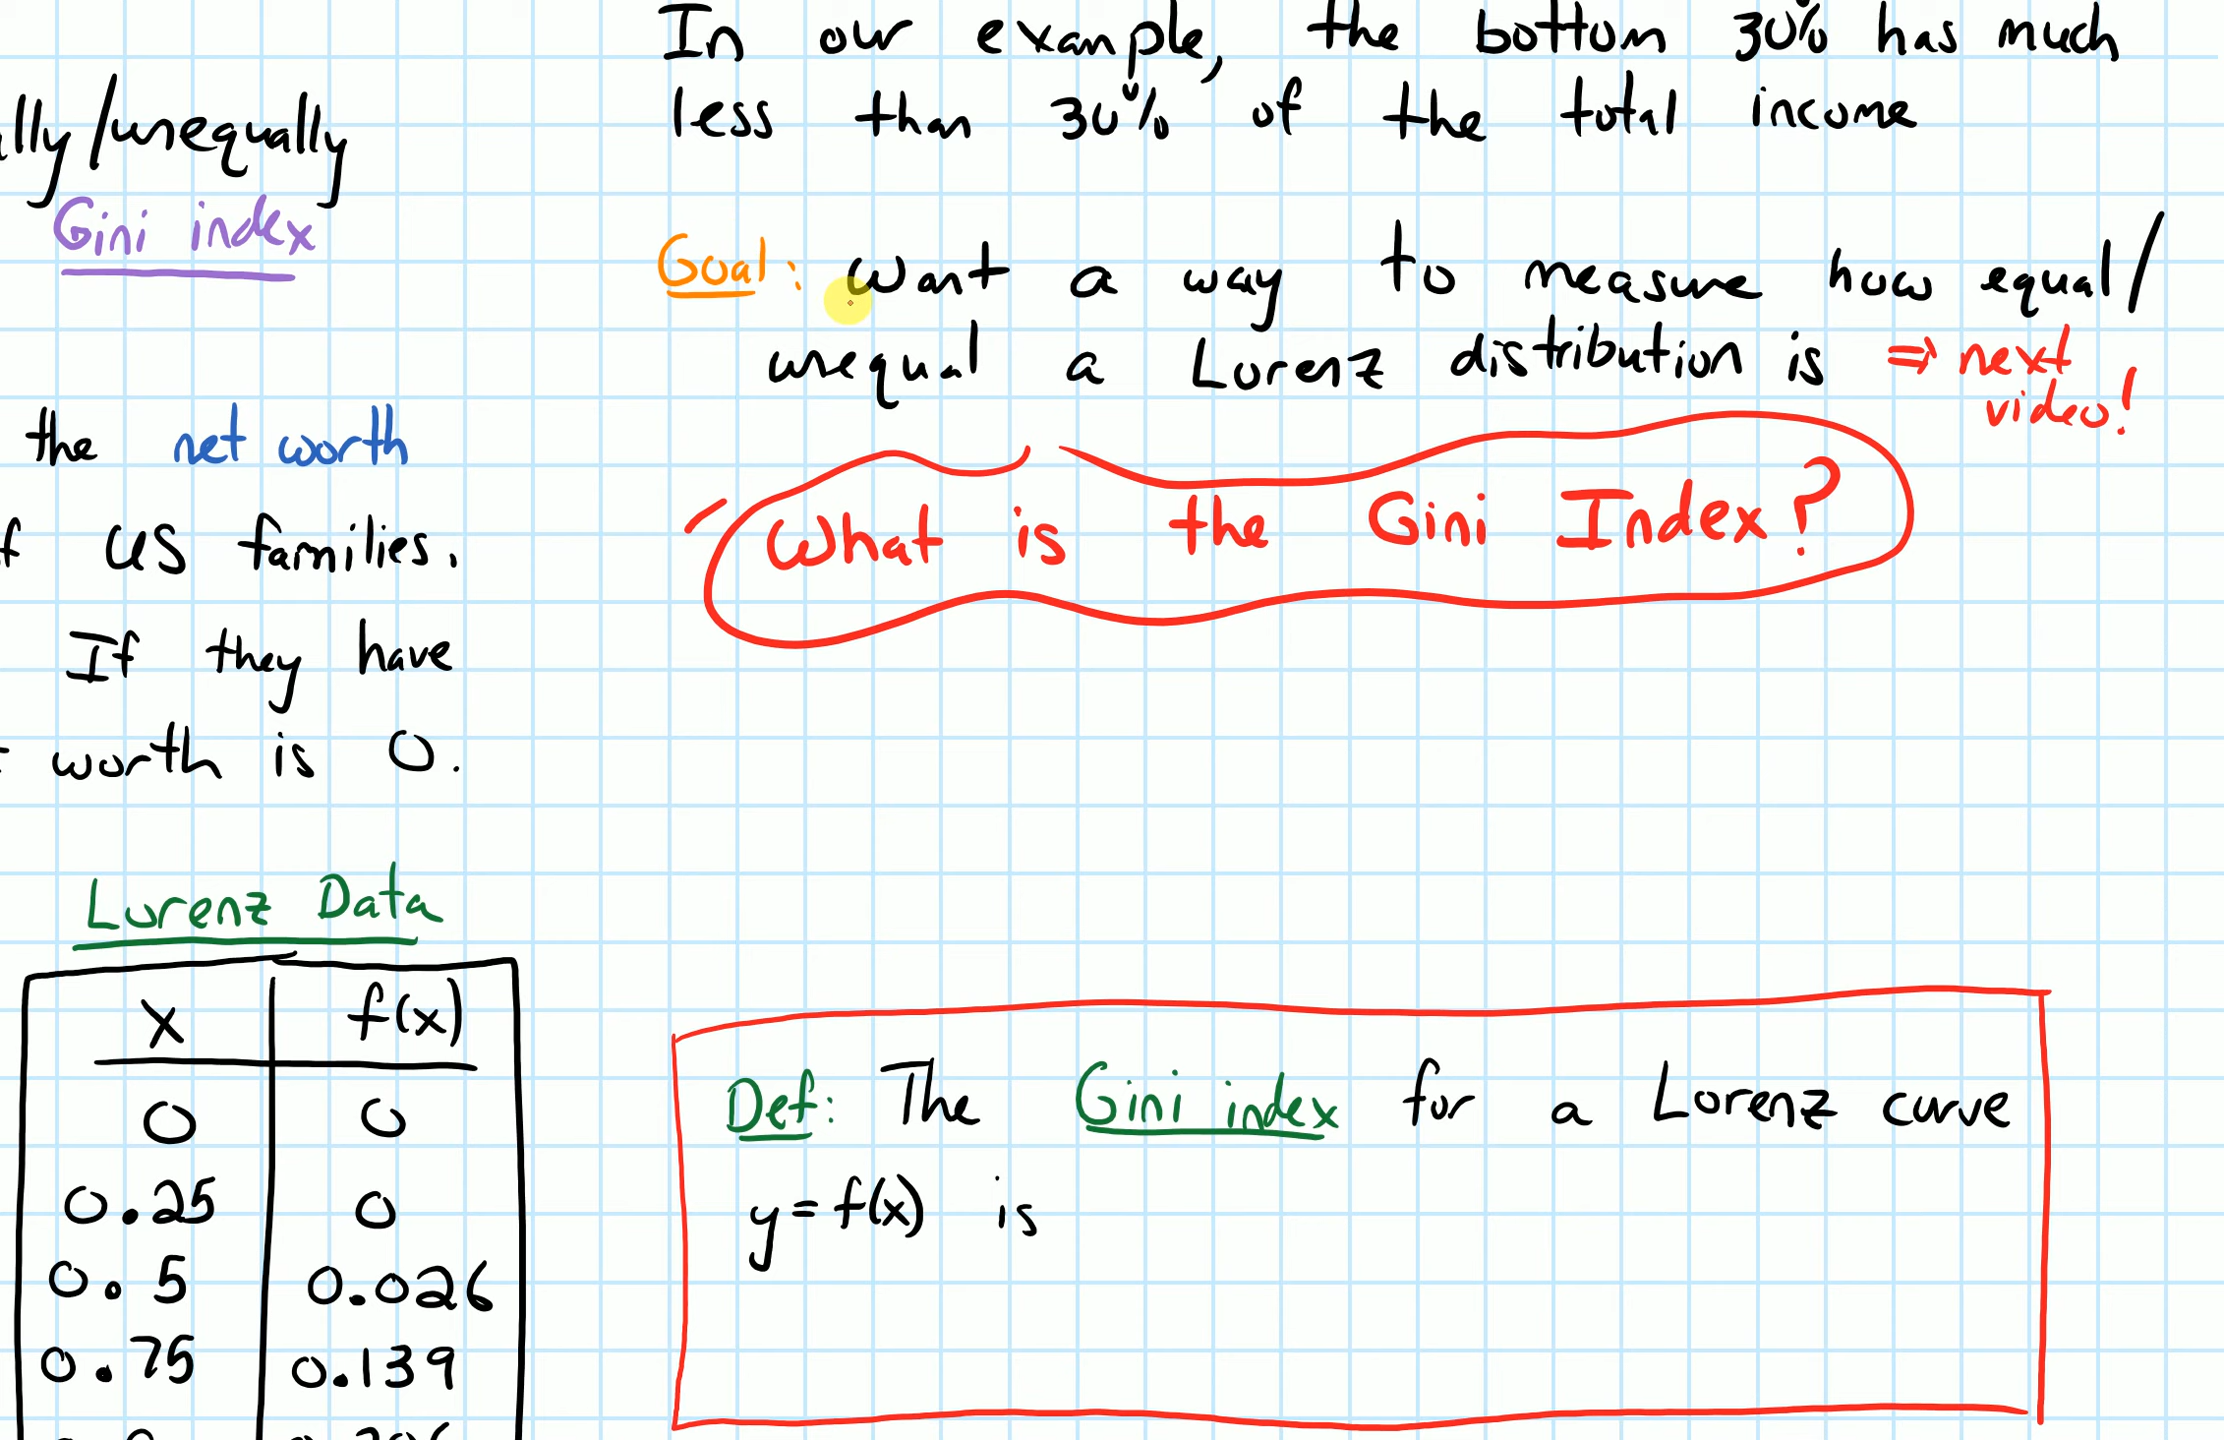 lly/unequally
Gini index
the net worth
f US families.
If they have
worth is 0.
Lorenz Data
x f(x)
0 0
0.25 0
0.5 0.026
0.75 0.139
In our example, the bottom 30% has much
less than 30% of the total income
Goal: Want a way to measure how equal/
unequal a Lorenz distribution is ⇒ next
video!
What is the Gini Index?
Def: The Gini index for a Lorenz curve
y=f(x) is